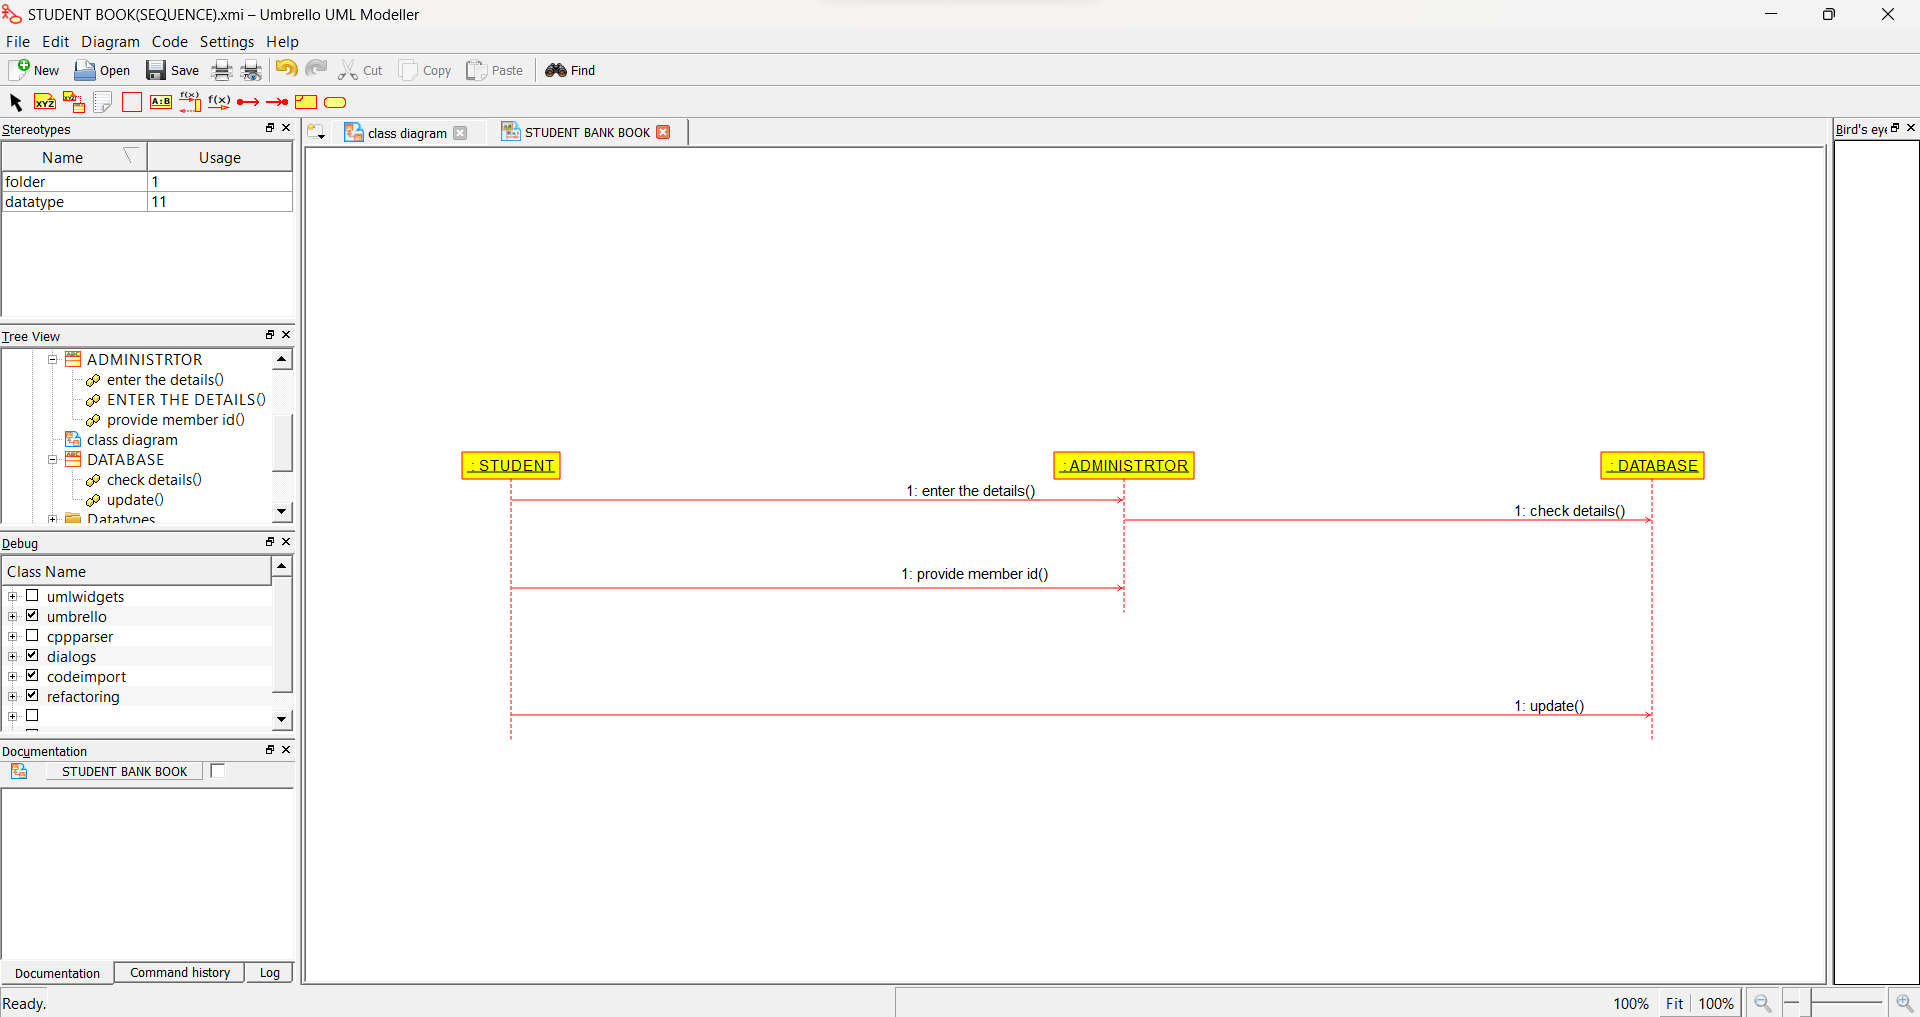 STUDENT BOOK(SEQUENCE).xmi – Umbrello UML Modeller
File Edit Diagram Code Settings Help
New Open Save Cut Copy Paste Find
XYZ XYZ A:B f(x) f(x)
Stereotypes
Name Usage
folder 1
datatype 11
Tree View
ADMINISTRTOR
enter the details()
ENTER THE DETAILS()
provide member id()
class diagram
DATABASE
check details()
update()
Datatypes
Debug
Class Name
umlwidgets
umbrello
cppparser
dialogs
codeimport
refactoring
Documentation
STUDENT BANK BOOK
Documentation Command history Log
Ready.
class diagram STUDENT BANK BOOK
: STUDENT : ADMINISTRTOR : DATABASE
1: enter the details()
1: check details()
1: provide member id()
1: update()
Bird's eye
100% Fit 100%